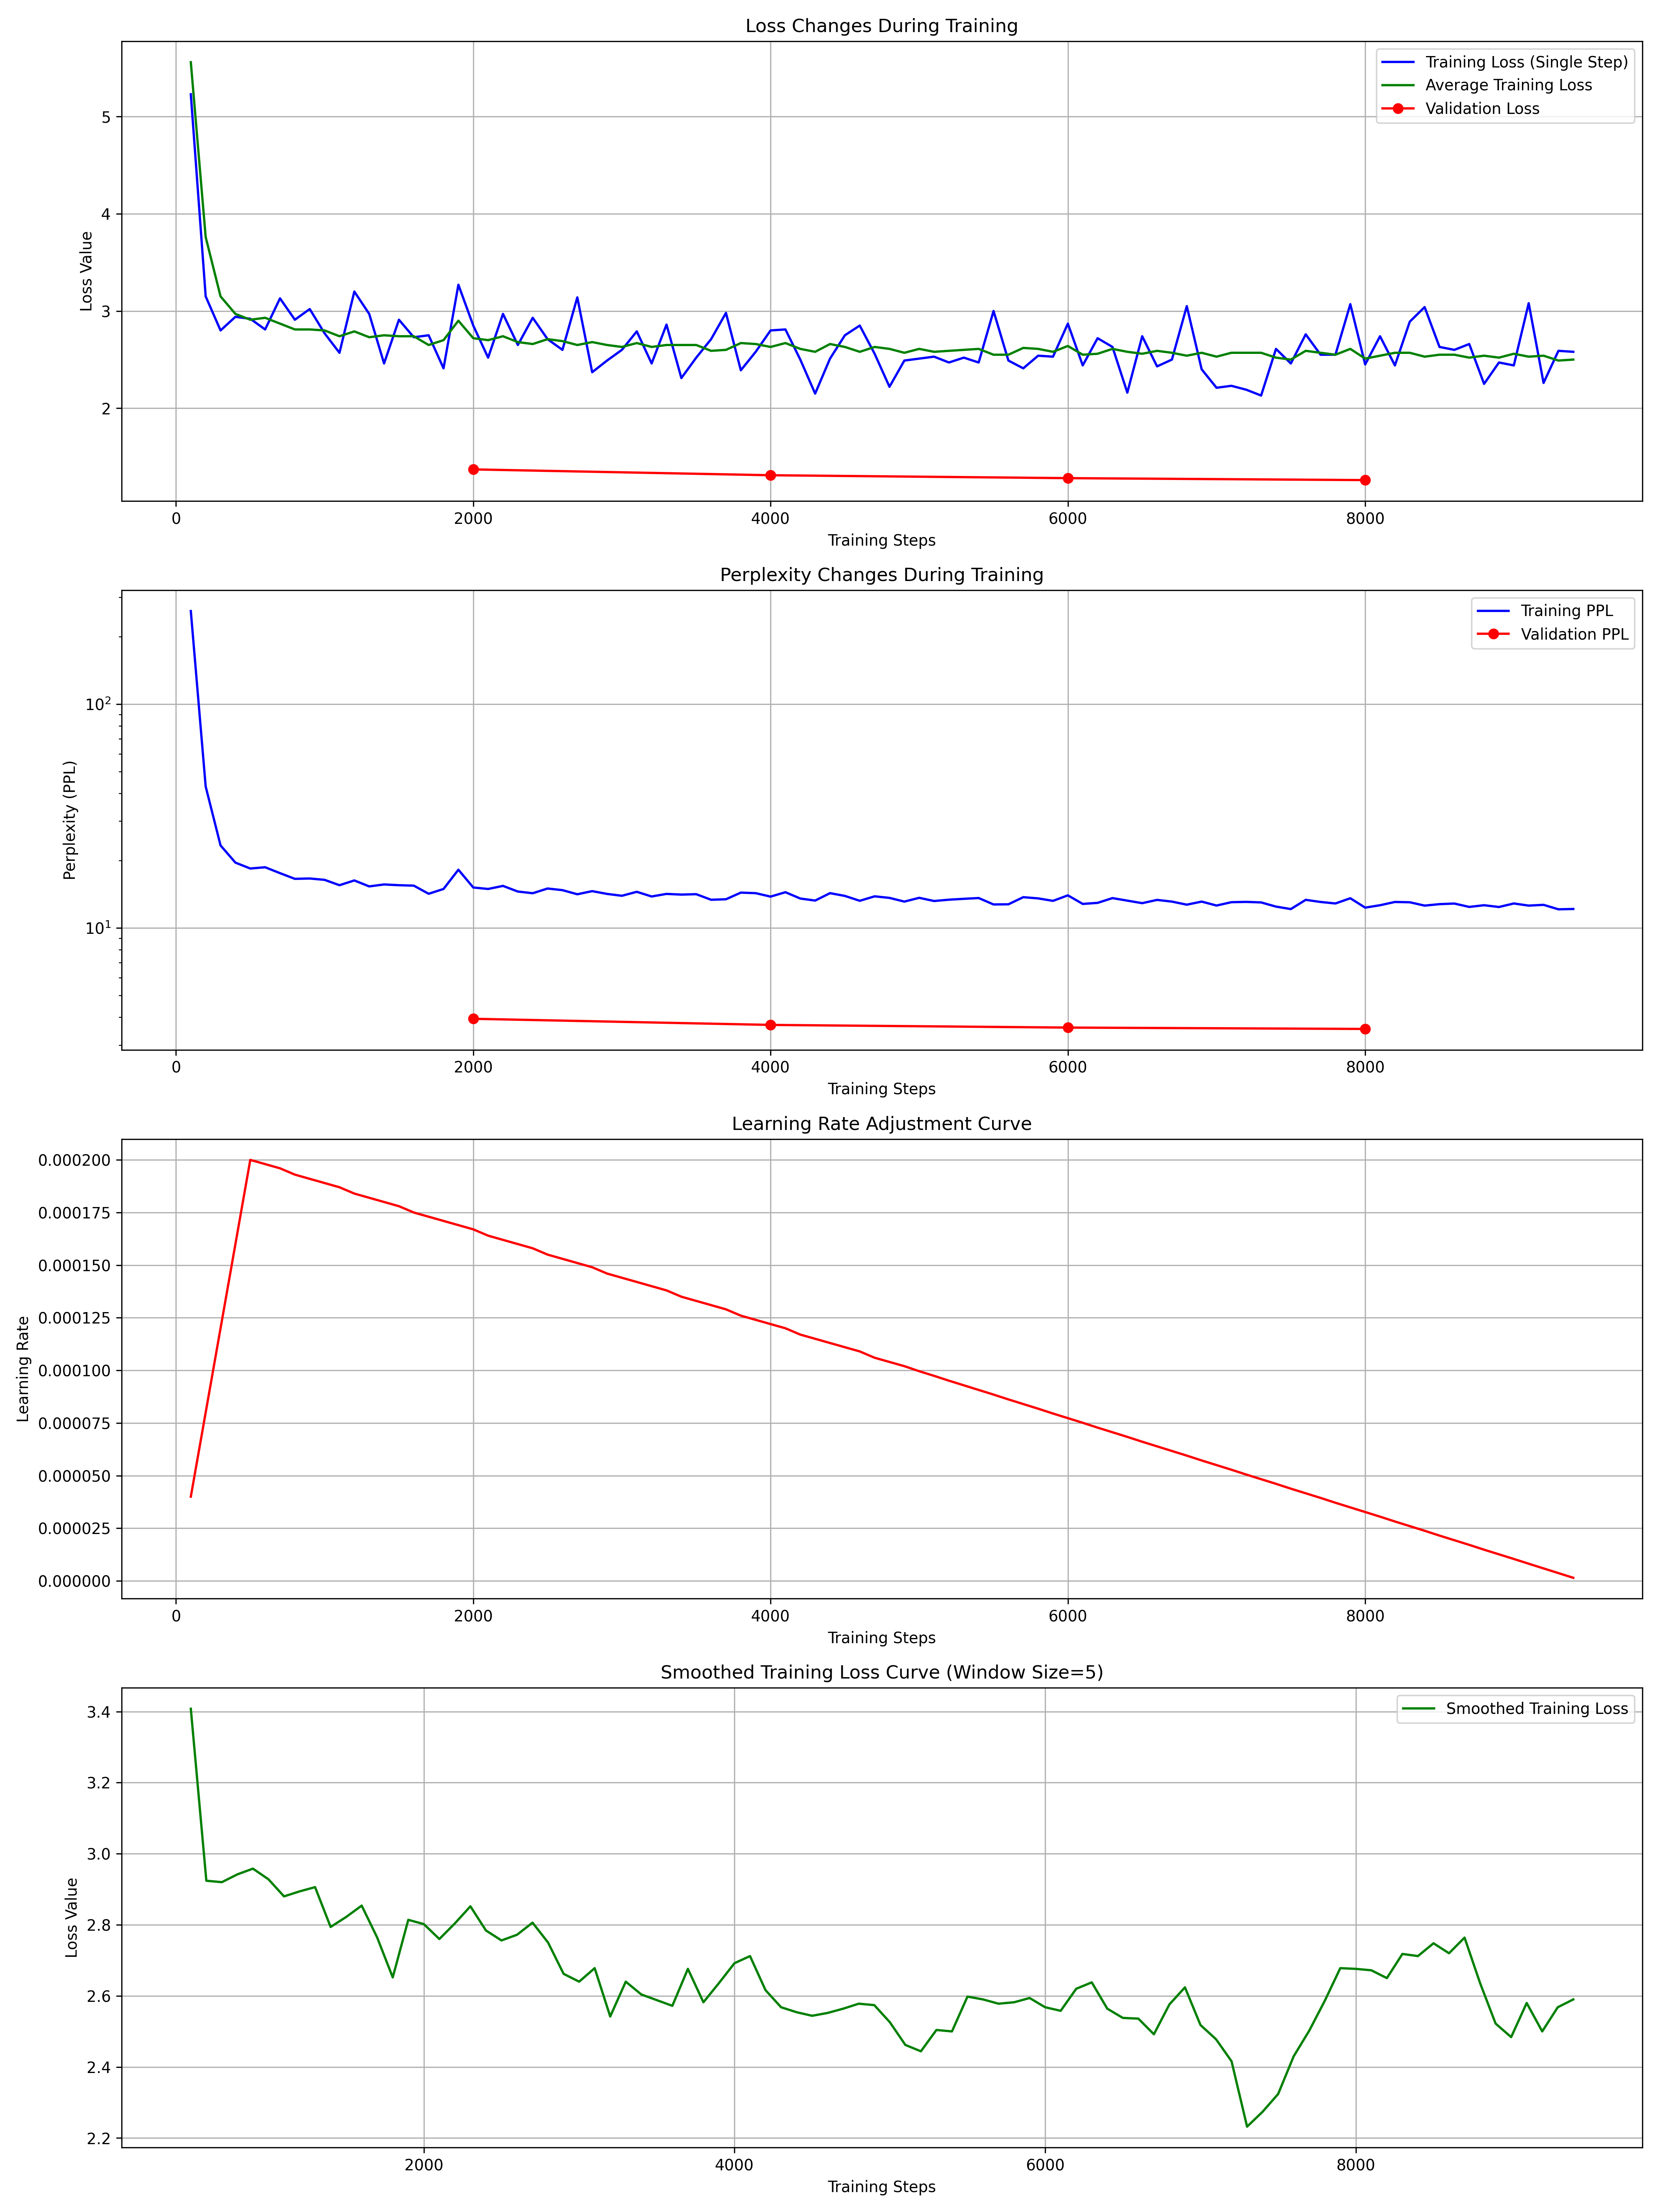 Loss Changes During Training
Training Loss (Single Step)
Average Training Loss
Validation Loss
Loss Value
5
4
3
2
0 2000 4000 6000 8000
Training Steps
Perplexity Changes During Training
Training PPL
Validation PPL
Perplexity (PPL)
10²
10¹
0 2000 4000 6000 8000
Training Steps
Learning Rate Adjustment Curve
Learning Rate
0.000200
0.000175
0.000150
0.000125
0.000100
0.000075
0.000050
0.000025
0.000000
0 2000 4000 6000 8000
Training Steps
Smoothed Training Loss Curve (Window Size=5)
Smoothed Training Loss
Loss Value
3.4
3.2
3.0
2.8
2.6
2.4
2.2
2000 4000 6000 8000
Training Steps